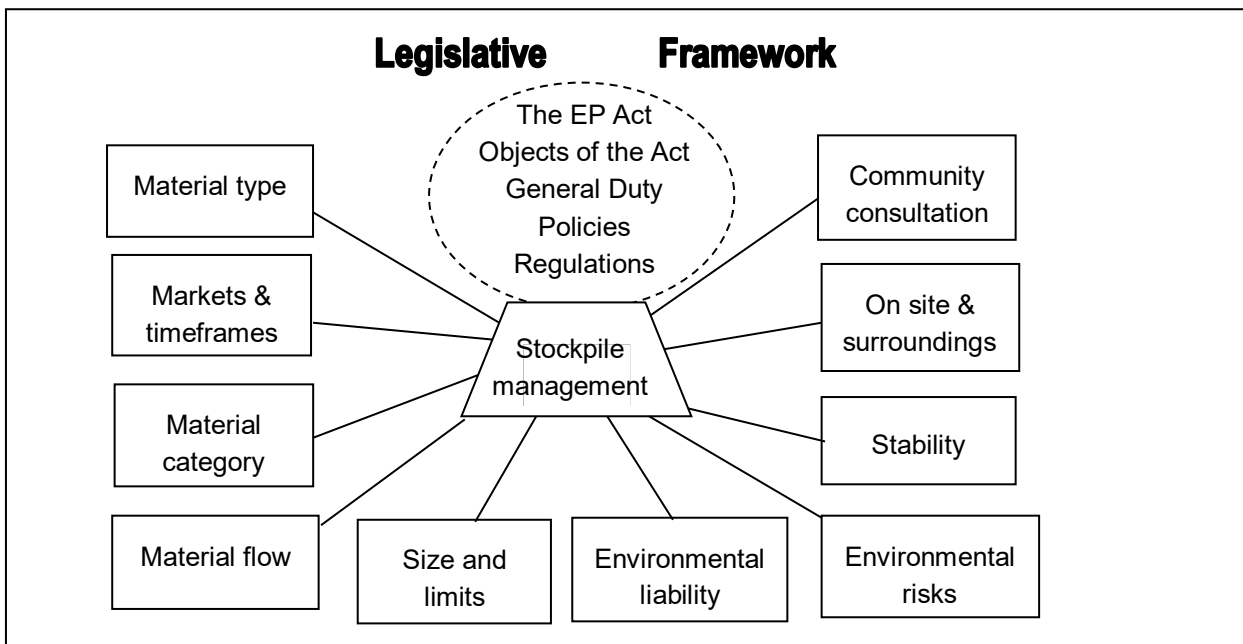 Legislative Framework
The EP Act
Objects of the Act
General Duty
Policies
Regulations
Material type
Markets &
timeframes
Material
category
Material flow
Stockpile
management
Size and
limits
Environmental
liability
Community
consultation
On site &
surroundings
Stability
Environmental
risks